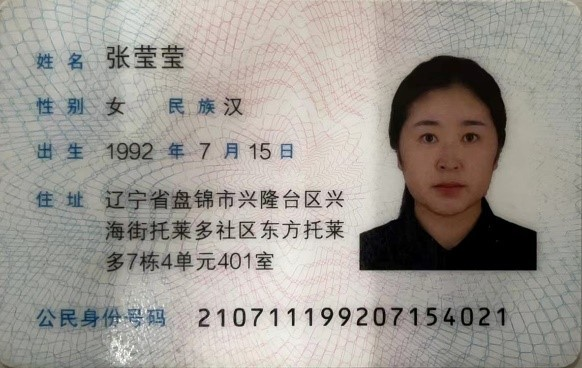 姓名 张莹莹
性别 女 民族 汉
出生 1992 年 7 月 15 日
住址 辽宁省盘锦市兴隆台区兴
海街托莱多社区东方托莱
多7栋4单元401室
公民身份号码 210711199207154021